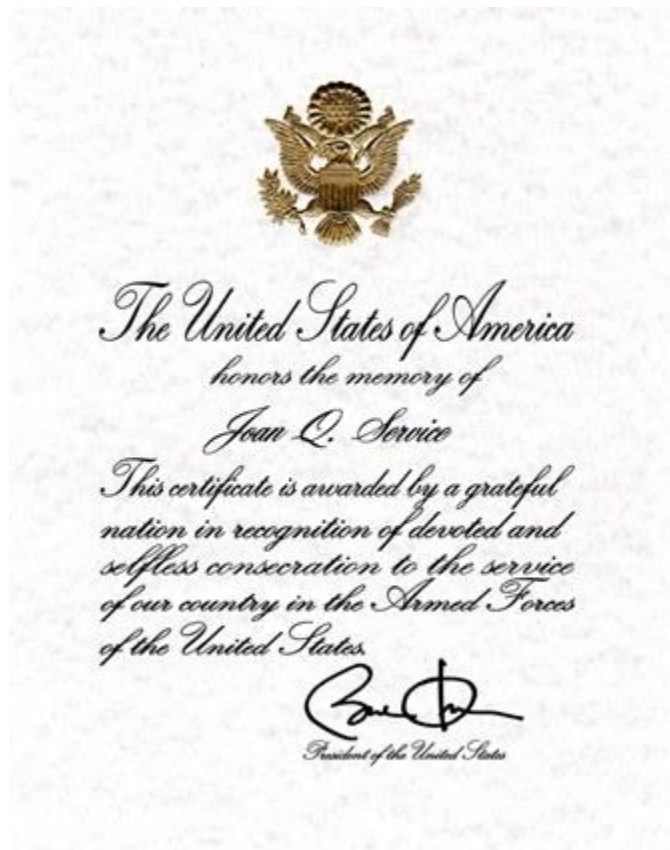 The United States of America
honors the memory of
Joan Q. Service
This certificate is awarded by a grateful
nation in recognition of devoted and
selfless consecration to the service
of our country in the Armed Forces
of the United States.
President of the United States